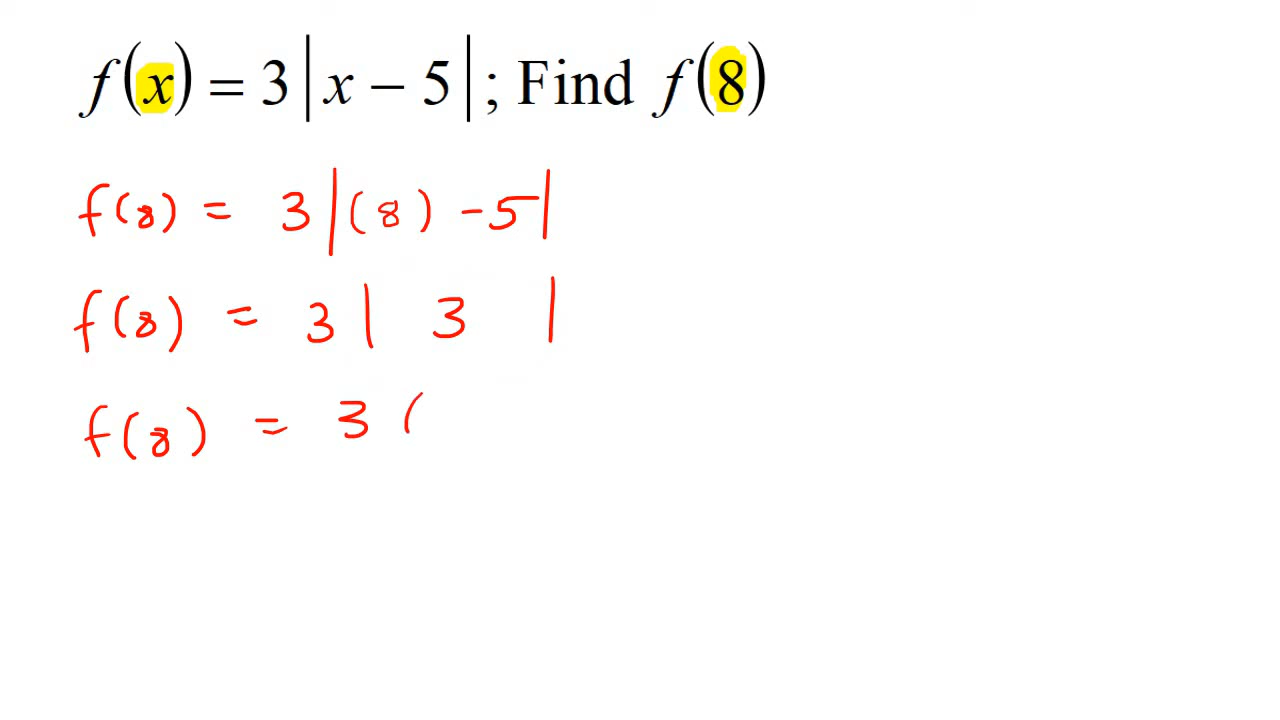 f(x) = 3|x − 5|; Find f(8)
f(8) = 3|(8) -5|
f(8) = 3| 3 |
f(8) = 3 (